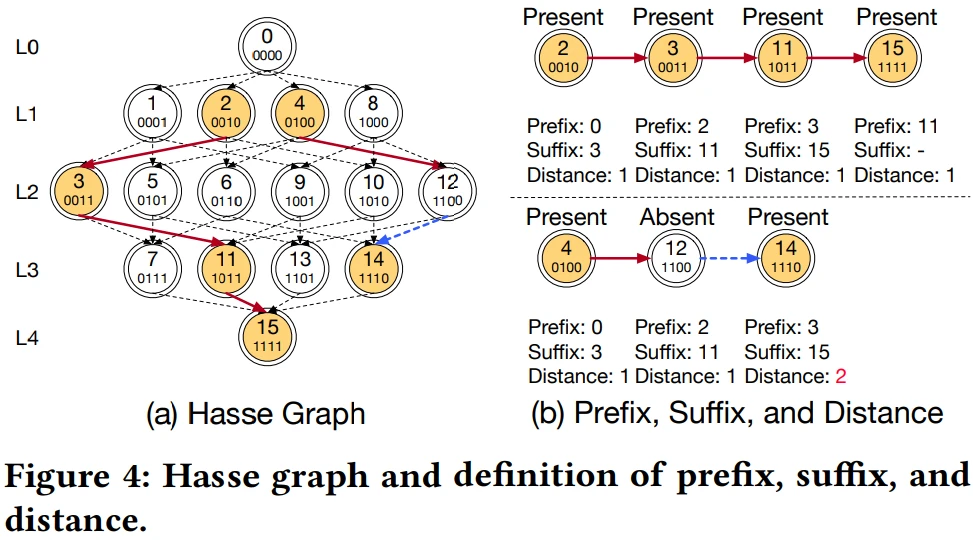 L0
0
0000
L1
1
0001
2
0010
4
0100
8
1000
L2
3
0011
5
0101
6
0110
9
1001
10
1010
12
1100
L3
7
0111
11
1011
13
1101
14
1110
L4
15
1111
(a) Hasse Graph
Present Present Present Present
2 3 11 15
0010 0011 1011 1111
Prefix: 0 Prefix: 2 Prefix: 3 Prefix: 11
Suffix: 3 Suffix: 11 Suffix: 15 Suffix: -
Distance: 1 Distance: 1 Distance: 1 Distance: 1
Present Absent Present
4 12 14
0100 1100 1110
Prefix: 0 Prefix: 2 Prefix: 3
Suffix: 3 Suffix: 11 Suffix: 15
Distance: 1 Distance: 1 Distance: 2
(b) Prefix, Suffix, and Distance
Figure 4: Hasse graph and definition of prefix, suffix, and
distance.